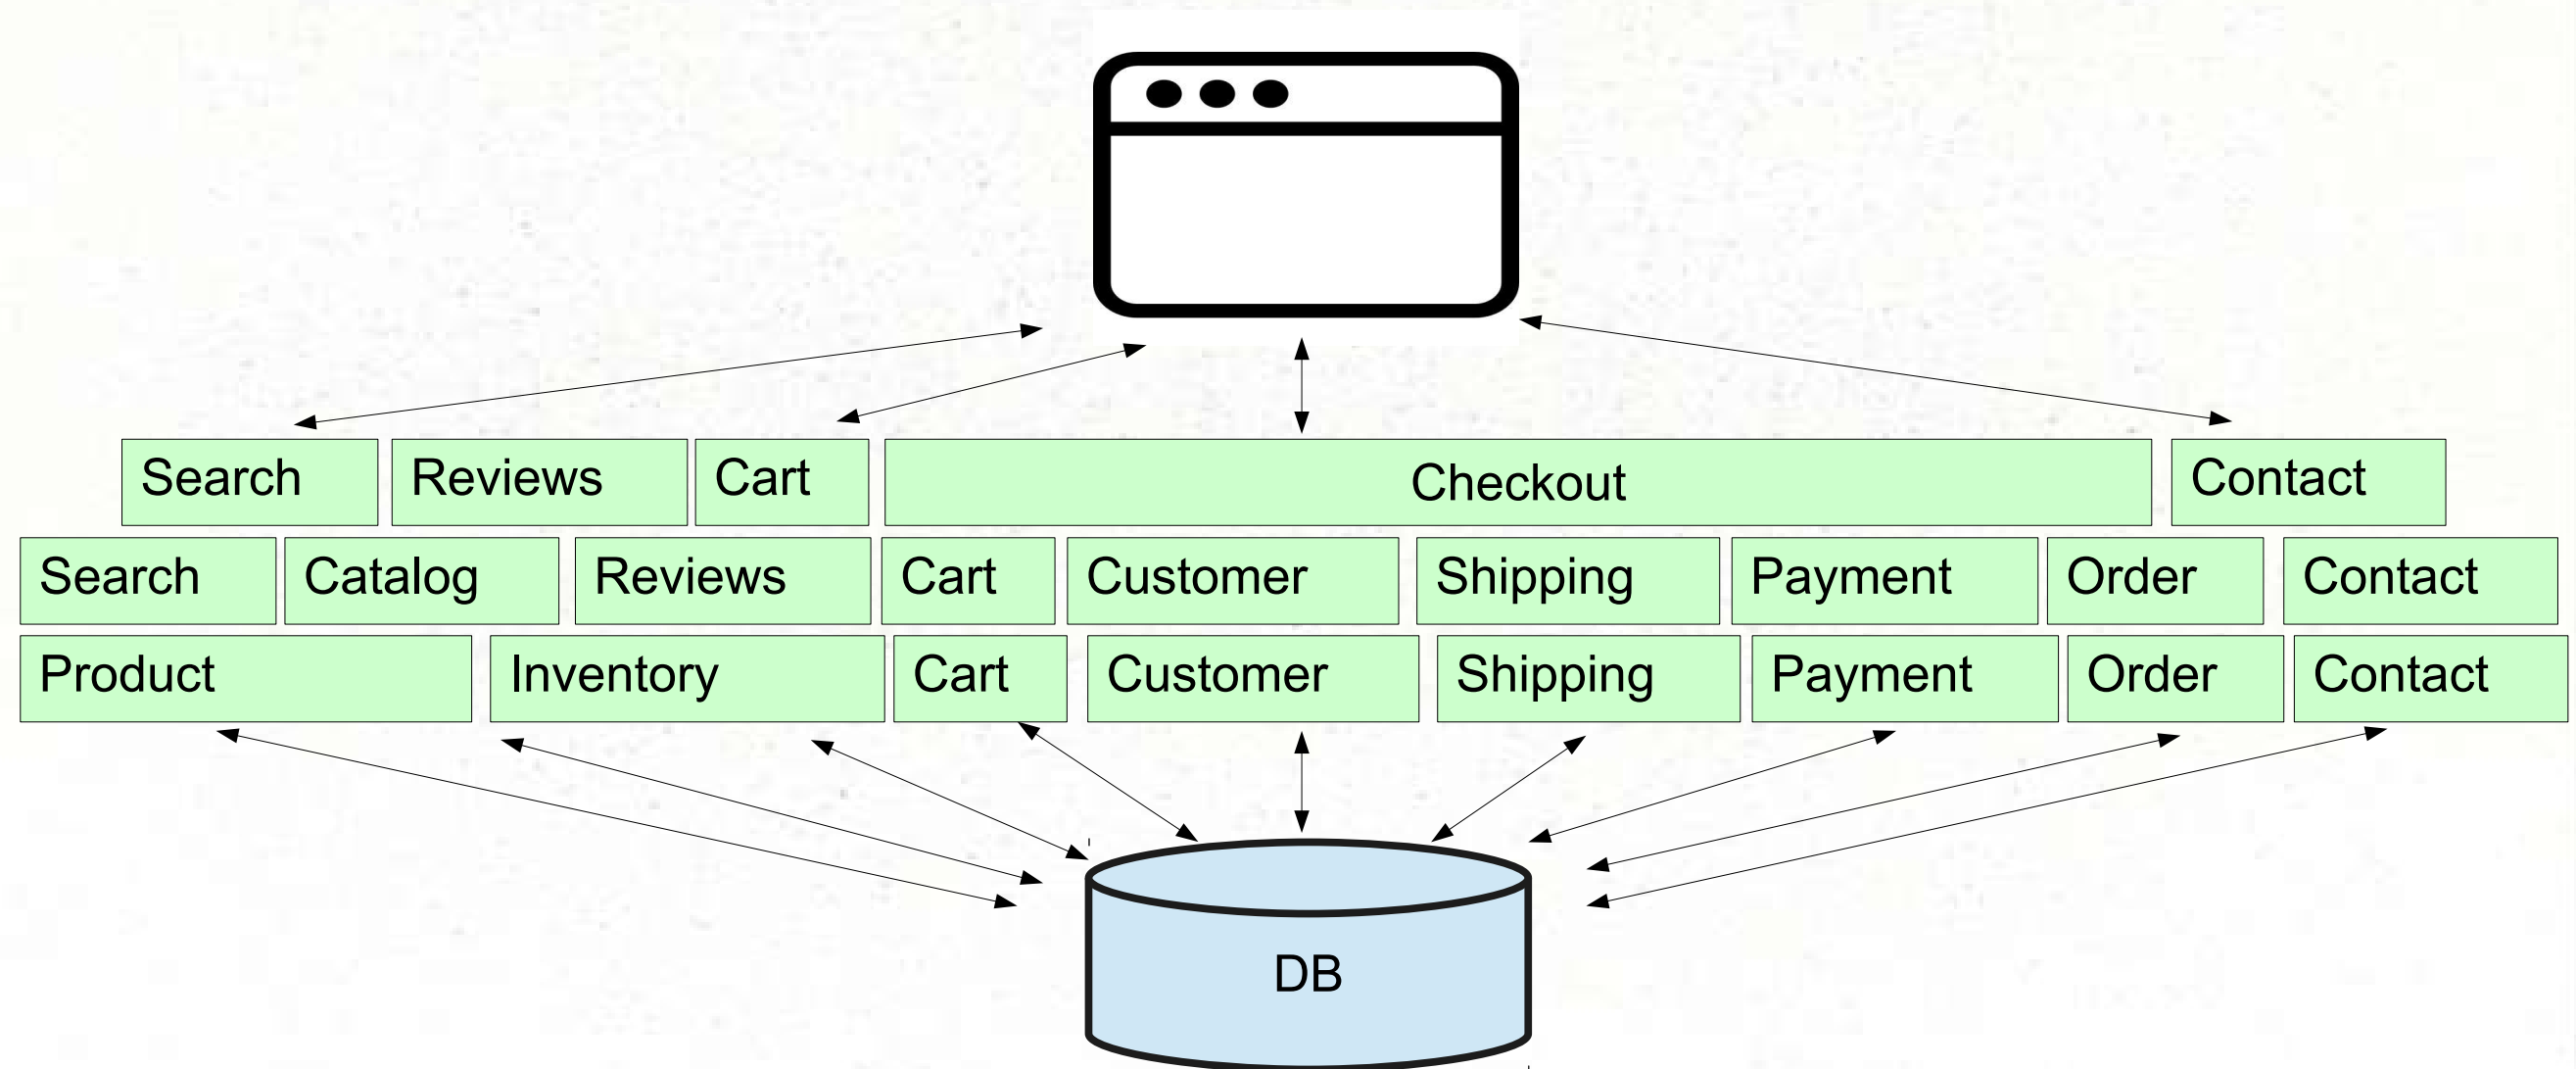 Search Reviews Cart Checkout Contact
Search Catalog Reviews Cart Customer Shipping Payment Order Contact
Product Inventory Cart Customer Shipping Payment Order Contact
DB